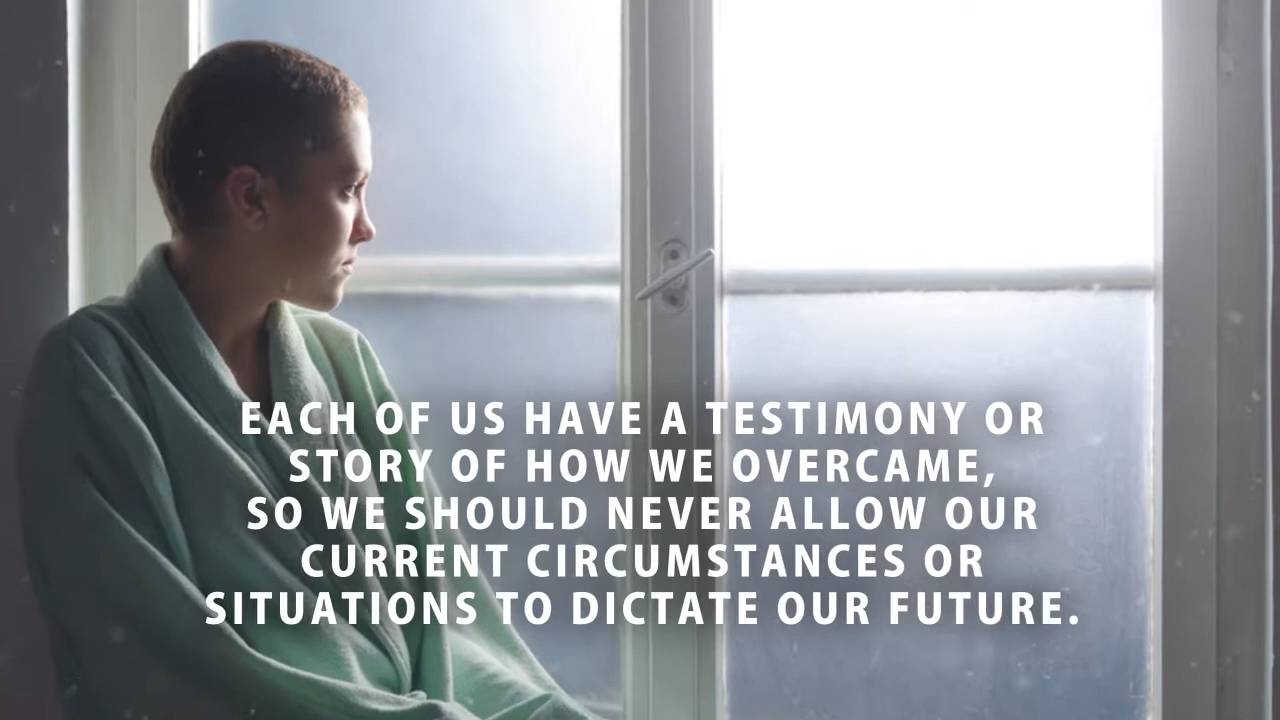 EACH OF US HAVE A TESTIMONY OR
STORY OF HOW WE OVERCAME,
SO WE SHOULD NEVER ALLOW OUR
CURRENT CIRCUMSTANCES OR
SITUATIONS TO DICTATE OUR FUTURE.